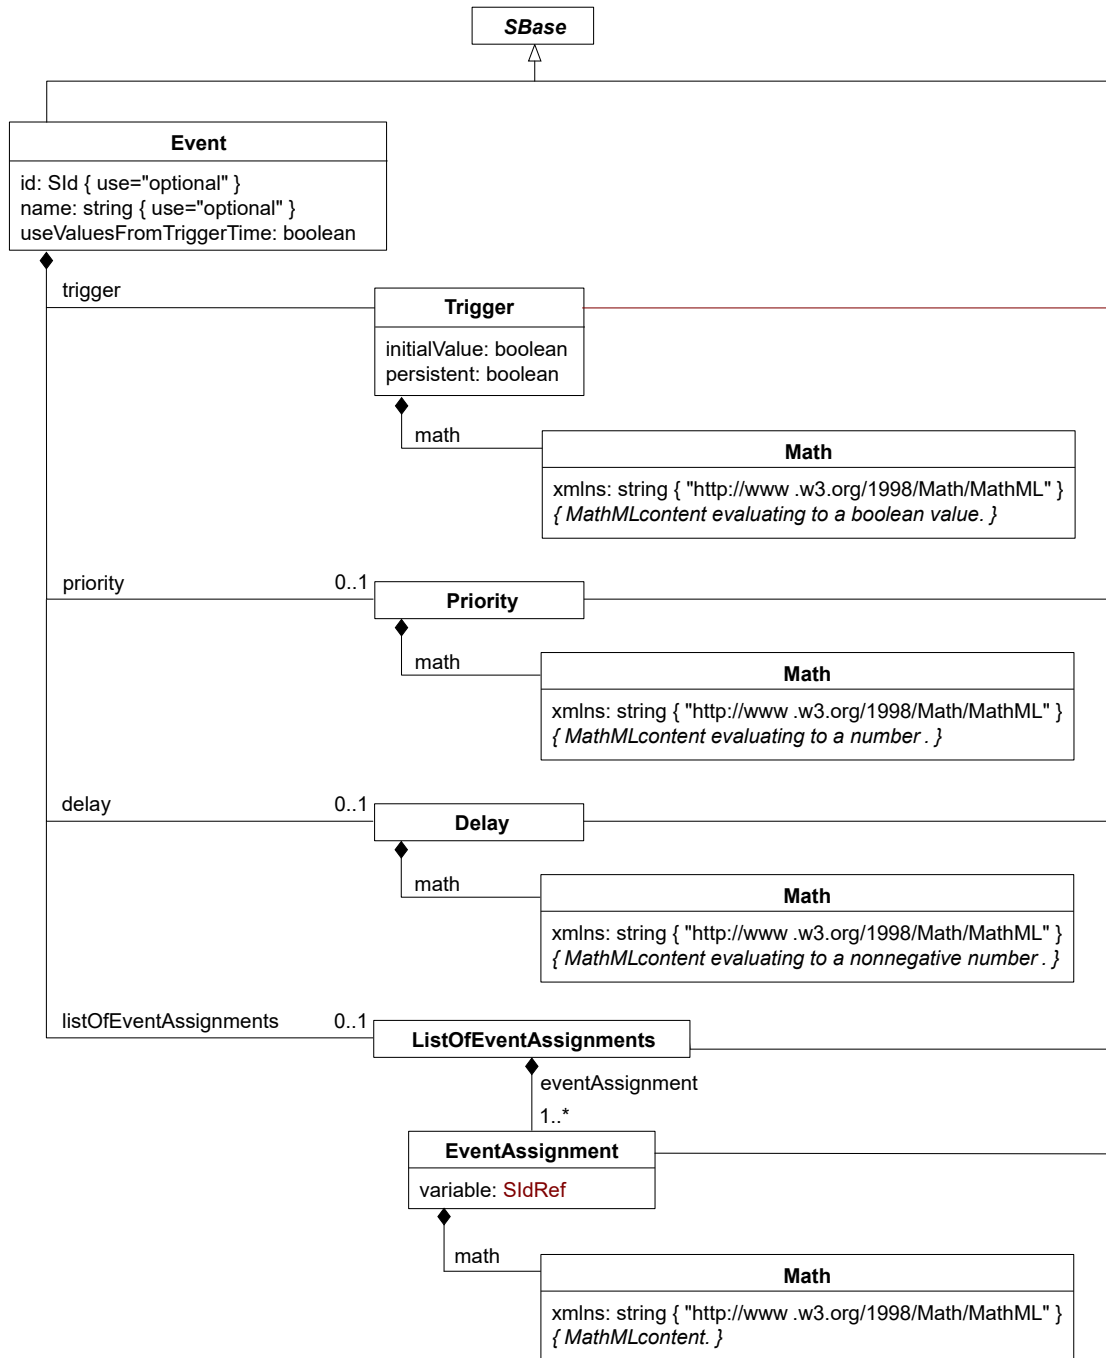 SBase
Event
id: SId { use="optional" }
name: string { use="optional" }
useValuesFromTriggerTime: boolean
trigger
Trigger
initialValue: boolean
persistent: boolean
math
Math
xmlns: string { "http://www .w3.org/1998/Math/MathML" }
{ MathMLcontent evaluating to a boolean value. }
priority 0..1
Priority
math
Math
xmlns: string { "http://www .w3.org/1998/Math/MathML" }
{ MathMLcontent evaluating to a number . }
delay 0..1
Delay
math
Math
xmlns: string { "http://www .w3.org/1998/Math/MathML" }
{ MathMLcontent evaluating to a nonnegative number . }
listOfEventAssignments 0..1
ListOfEventAssignments
eventAssignment
1..*
EventAssignment
variable: SIdRef
math
Math
xmlns: string { "http://www .w3.org/1998/Math/MathML" }
{ MathMLcontent. }